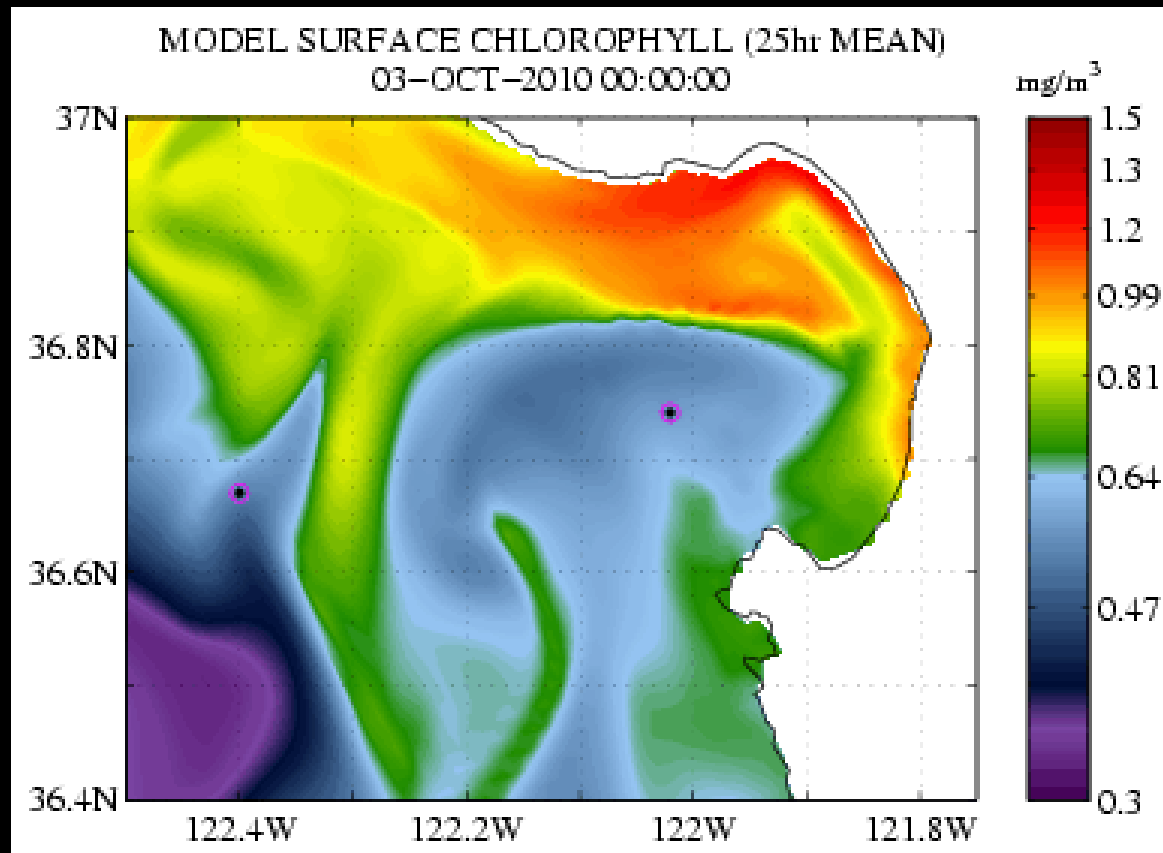 MODEL SURFACE CHLOROPHYLL (25hr MEAN)
03−OCT−2010 00:00:00
mg/m³
37N
36.8N
36.6N
36.4N
122.4W
122.2W
122W
121.8W
1.5
1.3
1.2
0.99
0.81
0.64
0.47
0.3